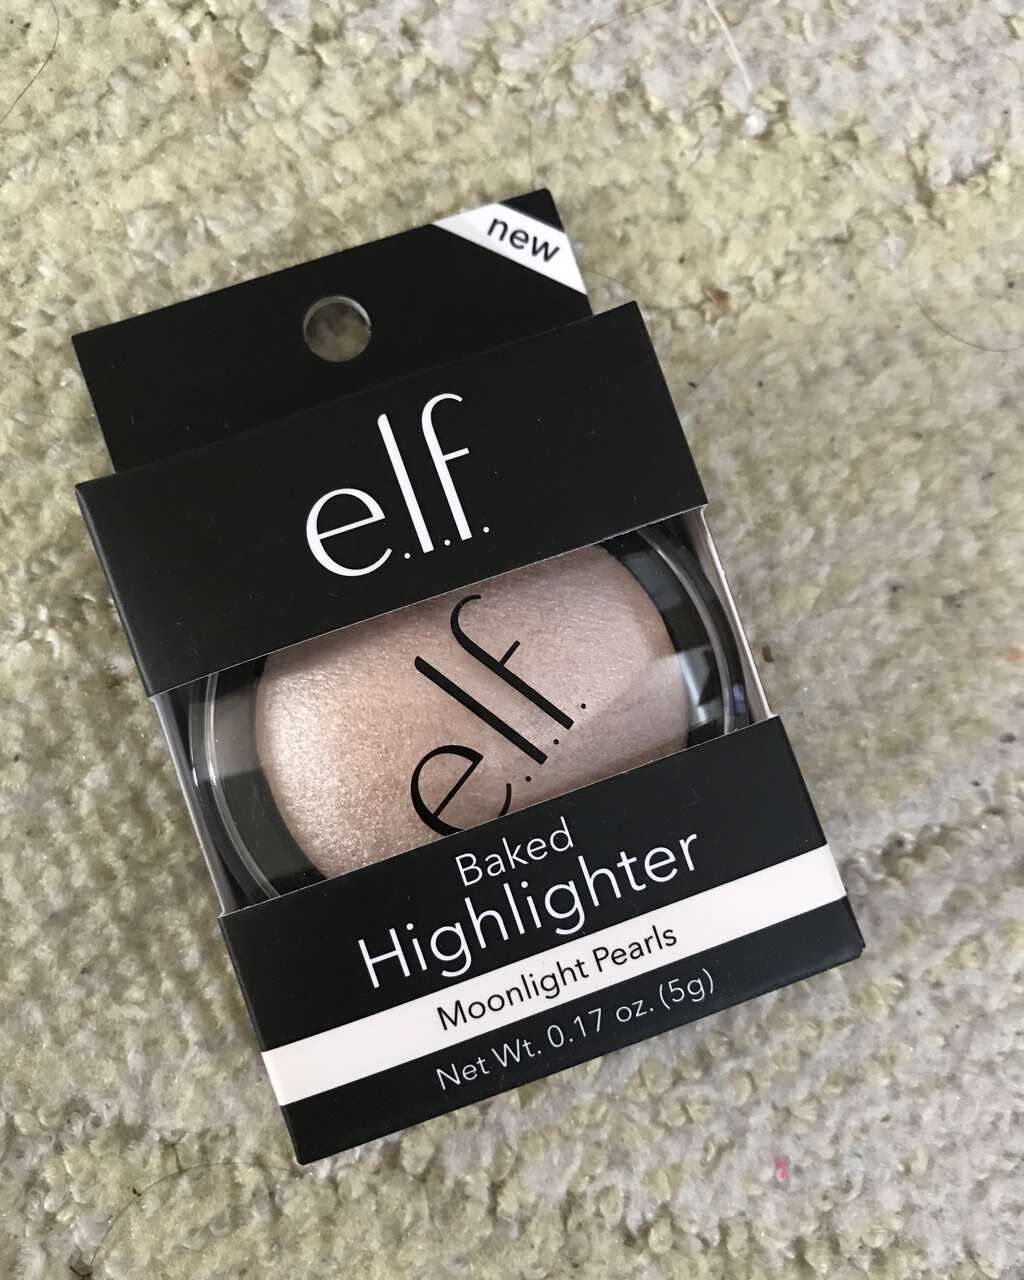 new
e.l.f.
e.l.f.
Baked
Highlighter
Moonlight Pearls
Net Wt. 0.17 oz. (5g)